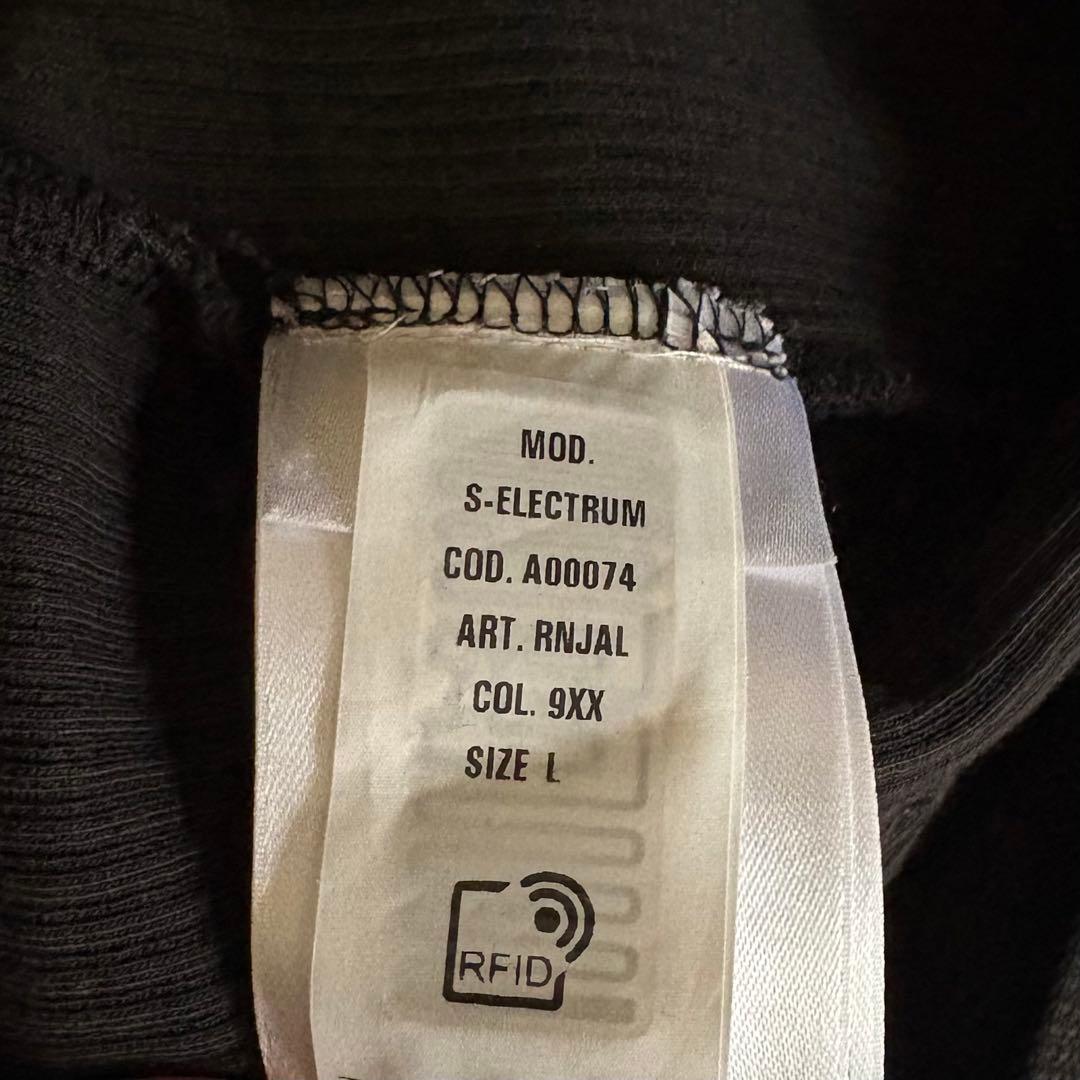 MOD.
S-ELECTRUM
COD. A00074
ART. RNJAL
COL. 9XX
SIZE L
RFID